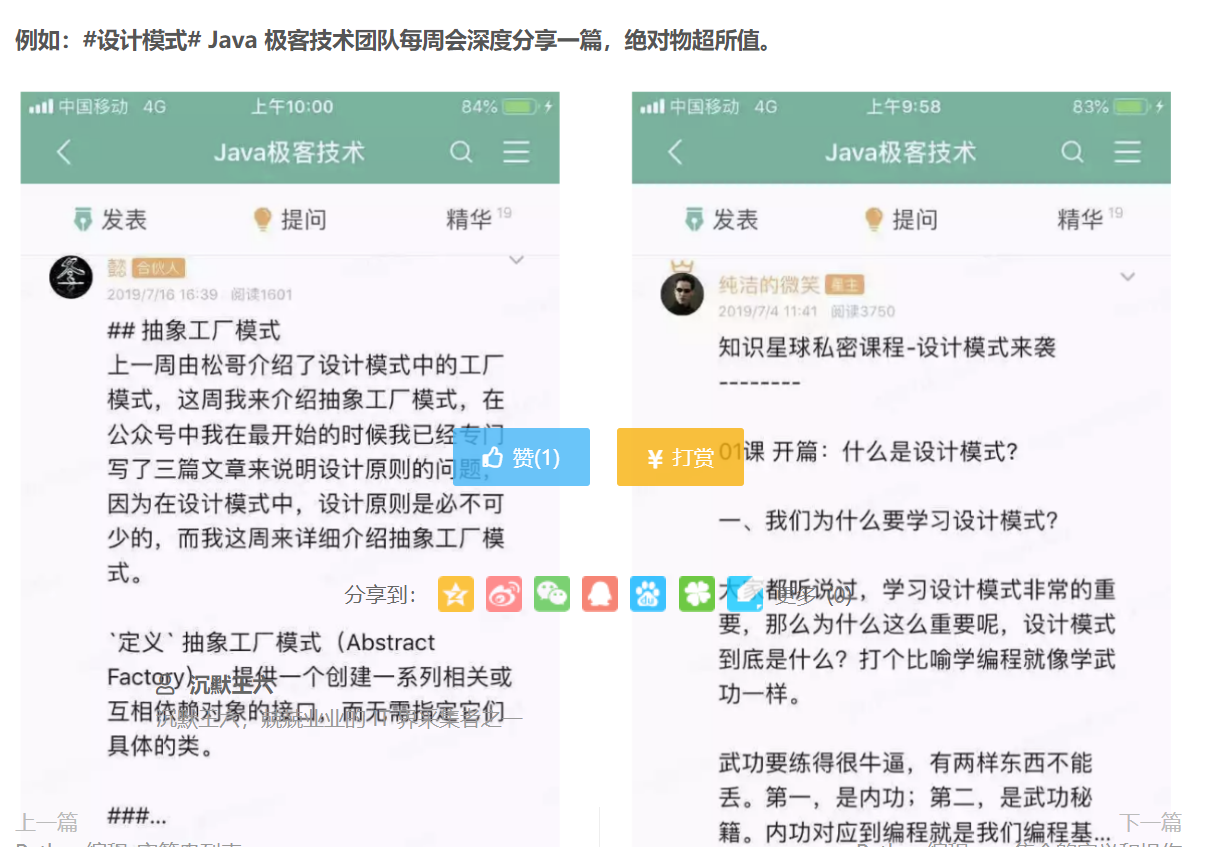 例如：#设计模式# Java 极客技术团队每周会深度分享一篇，绝对物超所值。
中国移动 4G 上午10:00 84%
Java极客技术
发表 提问 精华 19
懿 合伙人
2019/7/16 16:39 阅读1601
## 抽象工厂模式
上一周由松哥介绍了设计模式中的工厂
模式，这周我来介绍抽象工厂模式，在
公众号中我在最开始的时候我已经专门
写了三篇文章来说明设计原则的问题，
因为在设计模式中，设计原则是必不可
少的，而我这周来详细介绍抽象工厂模
式。
`定义` 抽象工厂模式（Abstract
Factory），提供一个创建一系列相关或
互相依赖对象的接口，而无需指定它们
具体的类。
###...
中国移动 4G 上午9:58 83%
Java极客技术
发表 提问 精华 19
纯洁的微笑 星主
2019/7/4 11:41 阅读3750
知识星球私密课程-设计模式来袭
--------
01课 开篇：什么是设计模式？
一、我们为什么要学习设计模式？
大家都听说过，学习设计模式非常的重
要，那么为什么这么重要呢，设计模式
到底是什么？打个比喻学编程就像学武
功一样。
武功要练得很牛逼，有两样东西不能
丢。第一，是内功；第二，是武功秘
籍。内功对应到编程就是我们编程基...
赞(1)
¥ 打赏
分享到：
更多 (0)
沉默王六
沉默王六，兢兢业业的 IT 界采集者之一
上一篇
下一篇